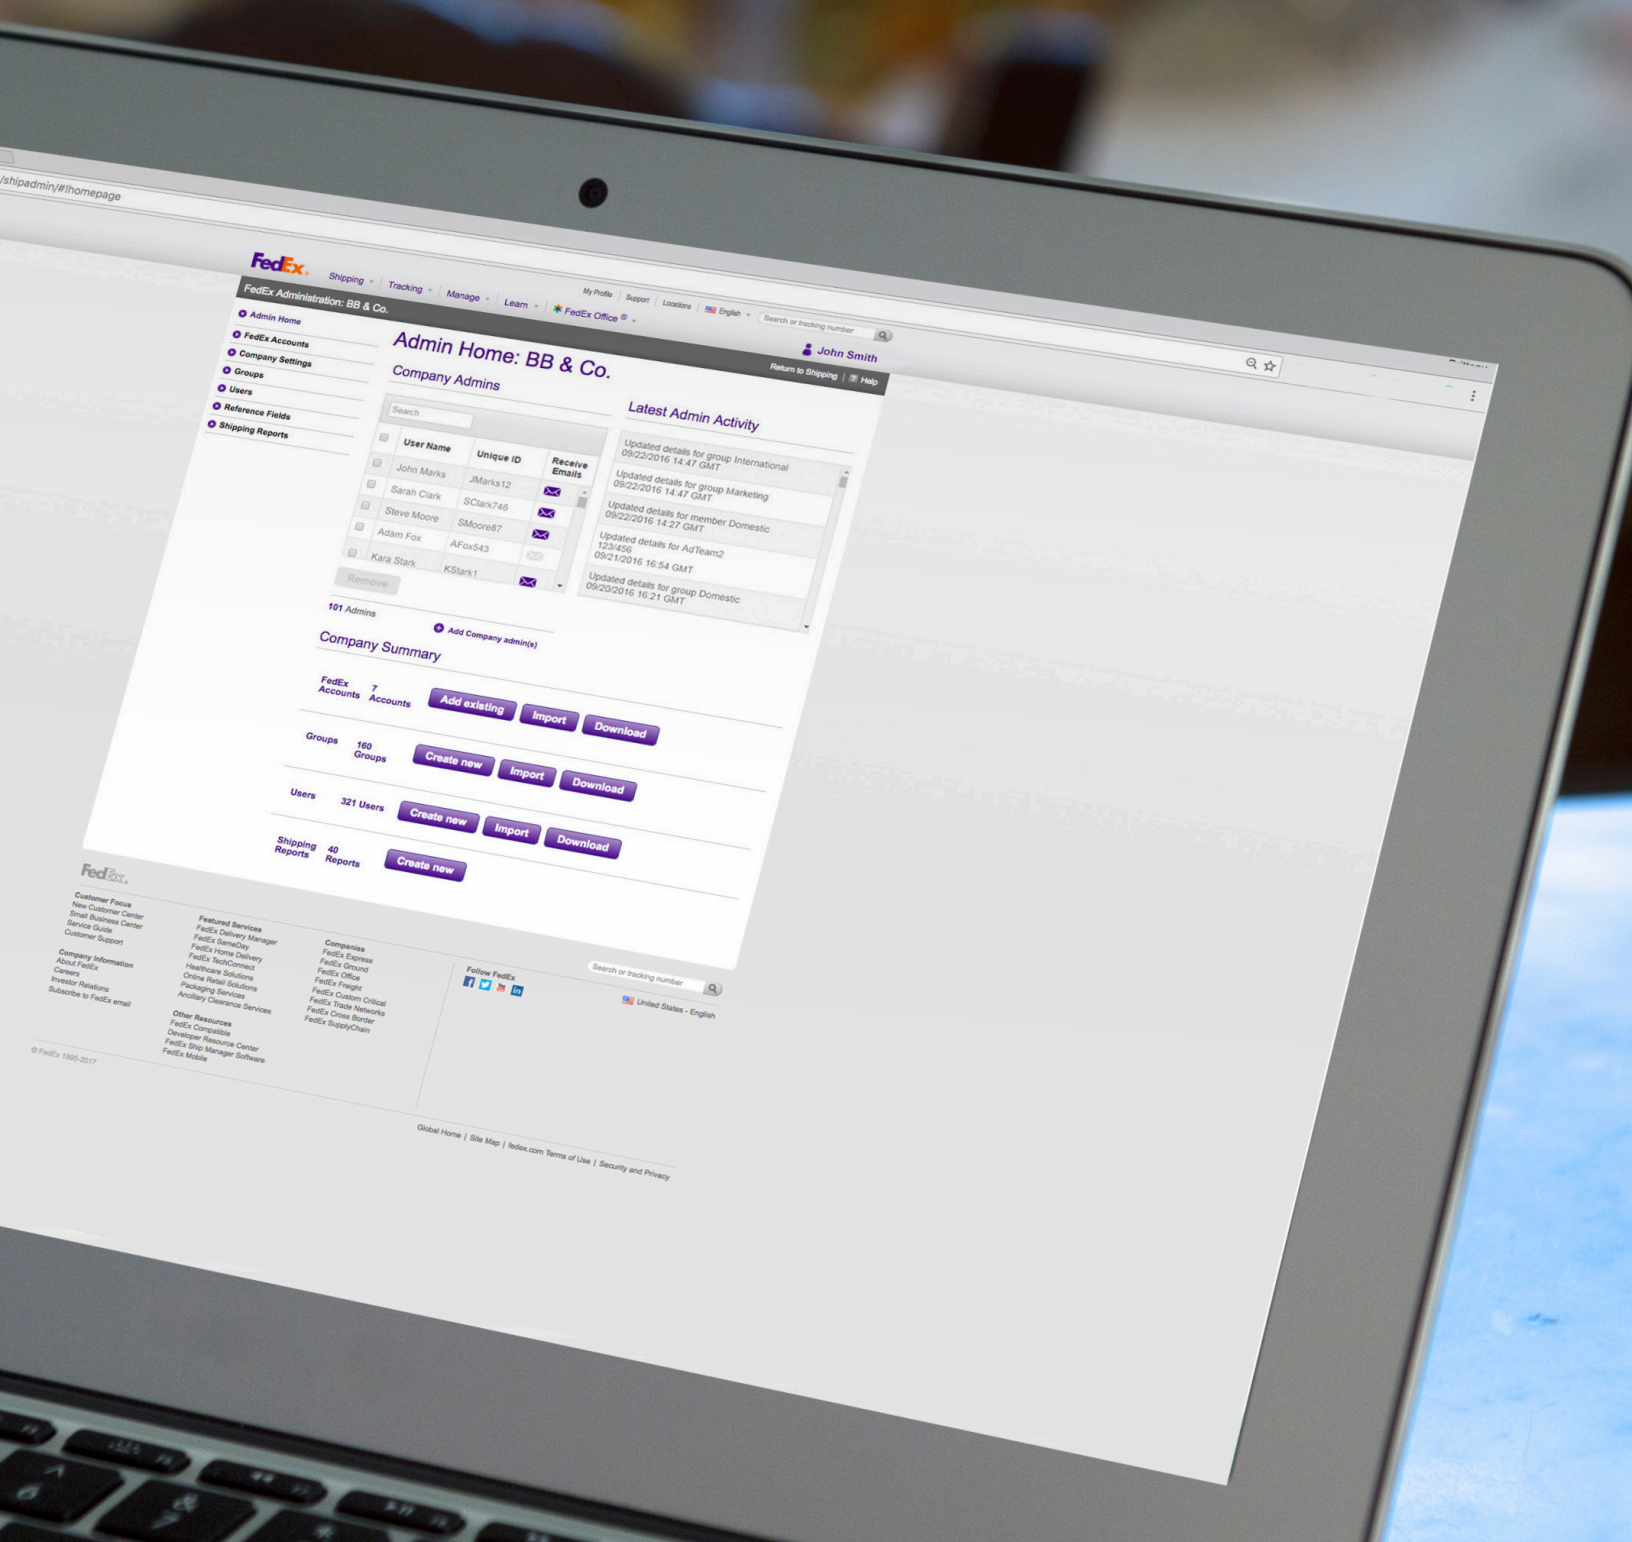 /shipadmin/#!homepage
FedEx.
Shipping
Tracking
Manage
Learn
FedEx Office ®
My Profile
Support
Locations
English
Search or tracking number
John Smith
FedEx Administration: BB & Co.
Return to Shipping | ? Help
Admin Home
FedEx Accounts
Company Settings
Groups
Users
Reference Fields
Shipping Reports
Admin Home: BB & Co.
Company Admins
Search
User Name Unique ID Receive
Emails
John Marks JMarks12
Sarah Clark SClark746
Steve Moore SMoore87
Adam Fox AFox543
Kara Stark KStark1
Remove
101 Admins
Add Company admin(s)
Latest Admin Activity
Updated details for group International
09/22/2016 14:47 GMT
Updated details for group Marketing
09/22/2016 14:47 GMT
Updated details for member Domestic
09/22/2016 14:27 GMT
Updated details for AdTeam2
123/456
09/21/2016 16:54 GMT
Updated details for group Domestic
09/20/2016 16:21 GMT
Company Summary
FedEx
Accounts
7
Accounts
Add existing Import Download
Groups
160
Groups
Create new Import Download
Users 321 Users
Create new Import Download
Shipping
Reports
40
Reports
Create new
FedEx.
Customer Focus
New Customer Center
Small Business Center
Service Guide
Customer Support
Company Information
About FedEx
Careers
Investor Relations
Subscribe to FedEx email
Featured Services
FedEx Delivery Manager
FedEx SameDay
FedEx Home Delivery
FedEx TechConnect
Healthcare Solutions
Online Retail Solutions
Packaging Services
Ancillary Clearance Services
Other Resources
FedEx Compatible
Developer Resource Center
FedEx Ship Manager Software
FedEx Mobile
Companies
FedEx Express
FedEx Ground
FedEx Office
FedEx Freight
FedEx Custom Critical
FedEx Trade Networks
FedEx Cross Border
FedEx SupplyChain
Follow FedEx
Search or tracking number
United States - English
© FedEx 1995-2017
Global Home | Site Map | fedex.com Terms of Use | Security and Privacy
6
&
7
*